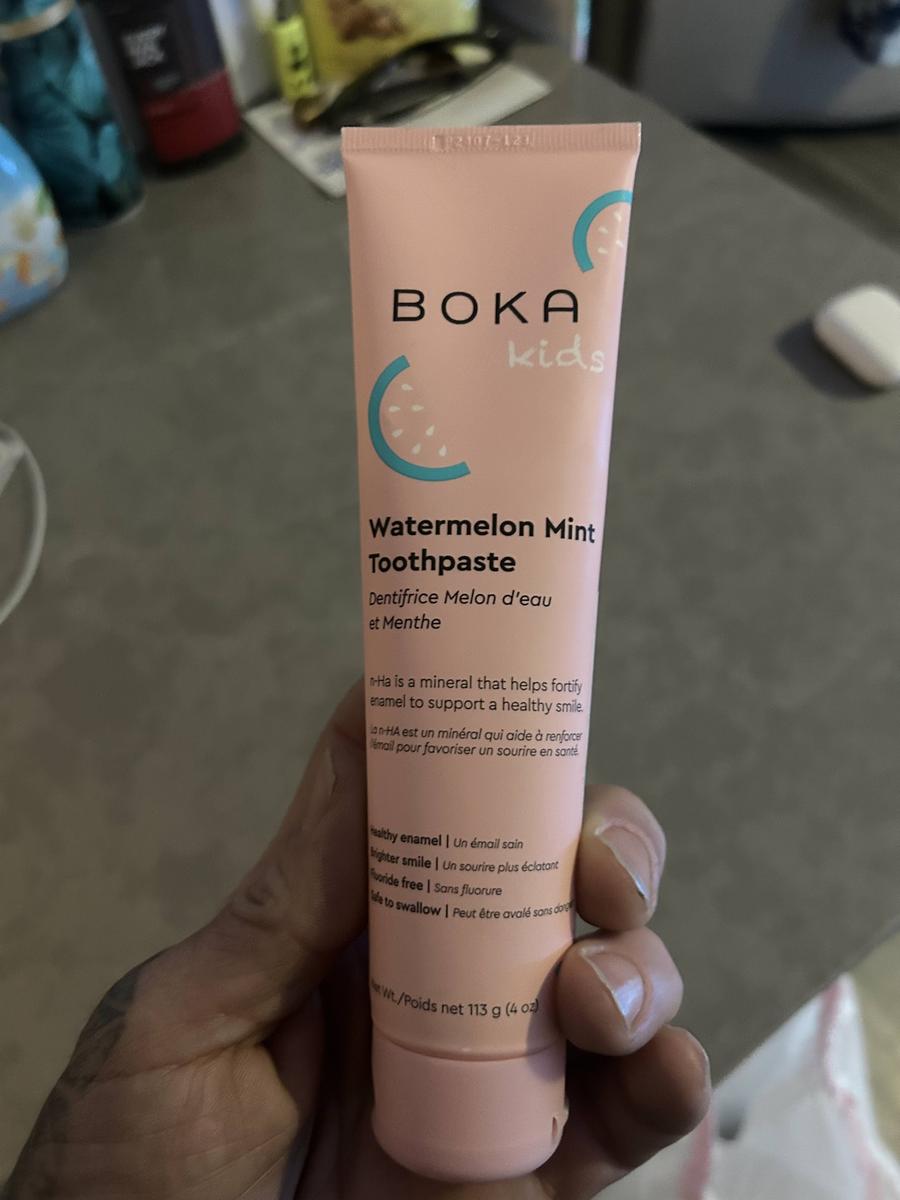 2107-121
BOKA
kids
Watermelon Mint
Toothpaste
Dentifrice Melon d'eau
et Menthe
n-Ha is a mineral that helps fortify
enamel to support a healthy smile.
La n-HA est un minéral qui aide à renforcer
l'émail pour favoriser un sourire en santé.
Healthy enamel | Un émail sain
Brighter smile | Un sourire plus éclatant
Fluoride free | Sans fluorure
Safe to swallow | Peut être avalé sans danger
Net Wt./Poids net 113 g (4 oz)